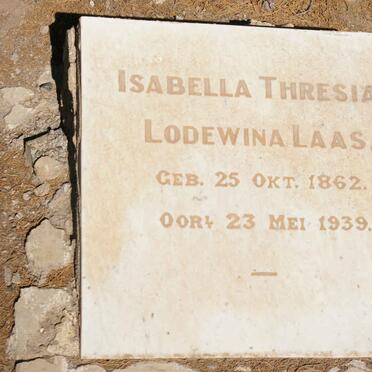 ISABELLA THRESIA
LODEWINA LAAS.
GEB. 25 OKT. 1862.
OORL 23 MEI 1939.